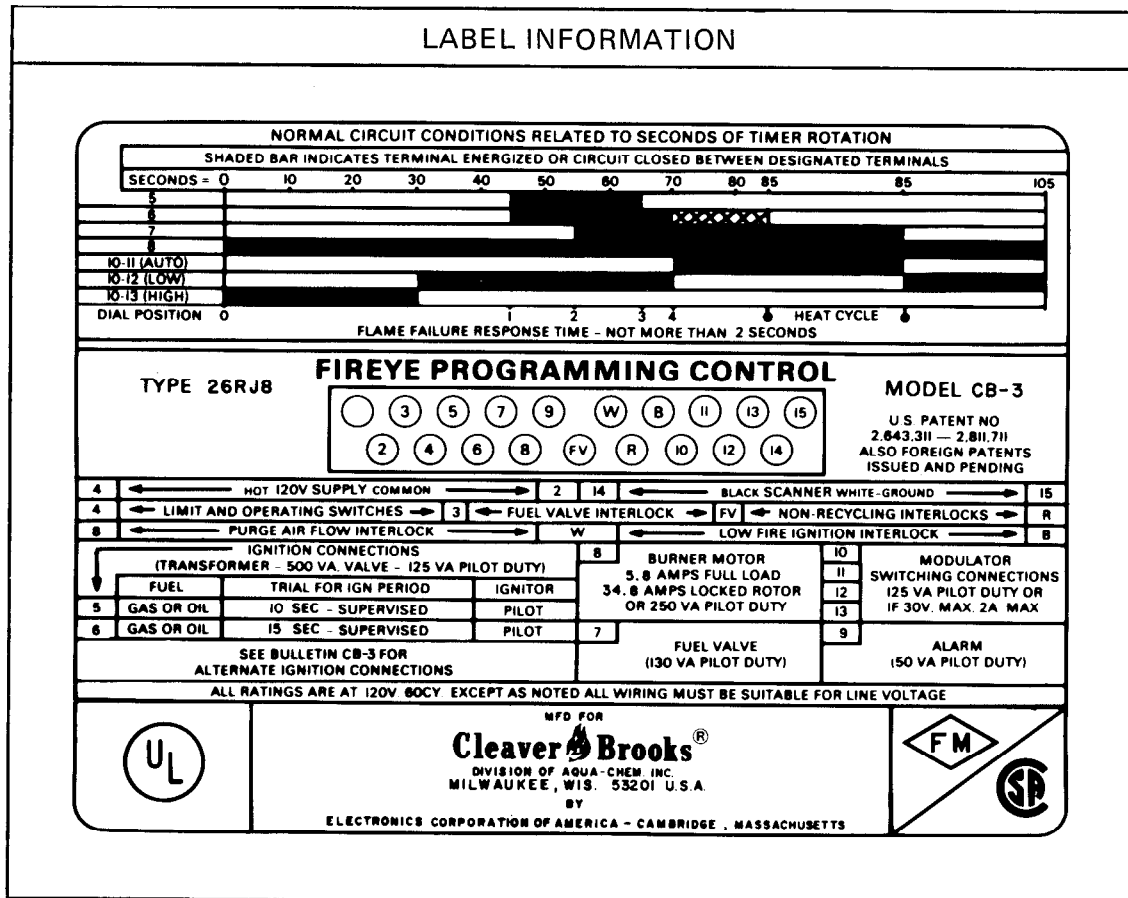 LABEL INFORMATION
NORMAL CIRCUIT CONDITIONS RELATED TO SECONDS OF TIMER ROTATION
SHADED BAR INDICATES TERMINAL ENERGIZED OR CIRCUIT CLOSED BETWEEN DESIGNATED TERMINALS
SECONDS = 0 10 20 30 40 50 60 70 80 85 85 105
5
6
7
8
10-11 (AUTO)
10-12 (LOW)
10-13 (HIGH)
DIAL POSITION 0 1 2 3 4 HEAT CYCLE
FLAME FAILURE RESPONSE TIME - NOT MORE THAN 2 SECONDS
TYPE 26RJ8
FIREYE PROGRAMMING CONTROL
3 5 7 9 W B 11 13 15
2 4 6 8 FV R 10 12 14
MODEL CB-3
U.S. PATENT NO
2,643,311 — 2,811,711
ALSO FOREIGN PATENTS
ISSUED AND PENDING
4 HOT 120V SUPPLY COMMON 2 14 BLACK SCANNER WHITE-GROUND 15
4 LIMIT AND OPERATING SWITCHES 3 FUEL VALVE INTERLOCK FV NON-RECYCLING INTERLOCKS R
8 PURGE AIR FLOW INTERLOCK W LOW FIRE IGNITION INTERLOCK B
IGNITION CONNECTIONS
(TRANSFORMER - 500 VA. VALVE - 125 VA PILOT DUTY)
FUEL TRIAL FOR IGN PERIOD IGNITOR
5 GAS OR OIL 10 SEC - SUPERVISED PILOT
6 GAS OR OIL 15 SEC - SUPERVISED PILOT
SEE BULLETIN CB-3 FOR
ALTERNATE IGNITION CONNECTIONS
8 BURNER MOTOR
5.8 AMPS FULL LOAD
34.8 AMPS LOCKED ROTOR
OR 250 VA PILOT DUTY
7 FUEL VALVE
(130 VA PILOT DUTY)
10
11
12
13
MODULATOR
SWITCHING CONNECTIONS
125 VA PILOT DUTY OR
IF 30V. MAX. 2A MAX
9 ALARM
(50 VA PILOT DUTY)
ALL RATINGS ARE AT 120V. 60CY. EXCEPT AS NOTED ALL WIRING MUST BE SUITABLE FOR LINE VOLTAGE
UL
MFD FOR
Cleaver Brooks®
DIVISION OF AQUA-CHEM. INC.
MILWAUKEE, WIS. 53201 U.S.A.
BY
ELECTRONICS CORPORATION OF AMERICA - CAMBRIDGE, MASSACHUSETTS
FM
CSA